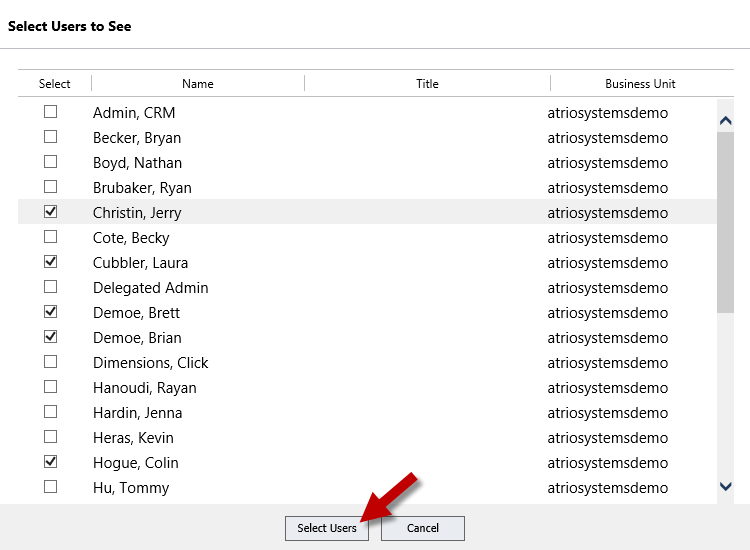 Select Users to See
Select Name Title Business Unit
Admin, CRM atriosystemsdemo
Becker, Bryan atriosystemsdemo
Boyd, Nathan atriosystemsdemo
Brubaker, Ryan atriosystemsdemo
Christin, Jerry atriosystemsdemo
Cote, Becky atriosystemsdemo
Cubbler, Laura atriosystemsdemo
Delegated Admin atriosystemsdemo
Demoe, Brett atriosystemsdemo
Demoe, Brian atriosystemsdemo
Dimensions, Click atriosystemsdemo
Hanoudi, Rayan atriosystemsdemo
Hardin, Jenna atriosystemsdemo
Heras, Kevin atriosystemsdemo
Hogue, Colin atriosystemsdemo
Hu, Tommy atriosystemsdemo
Select Users Cancel